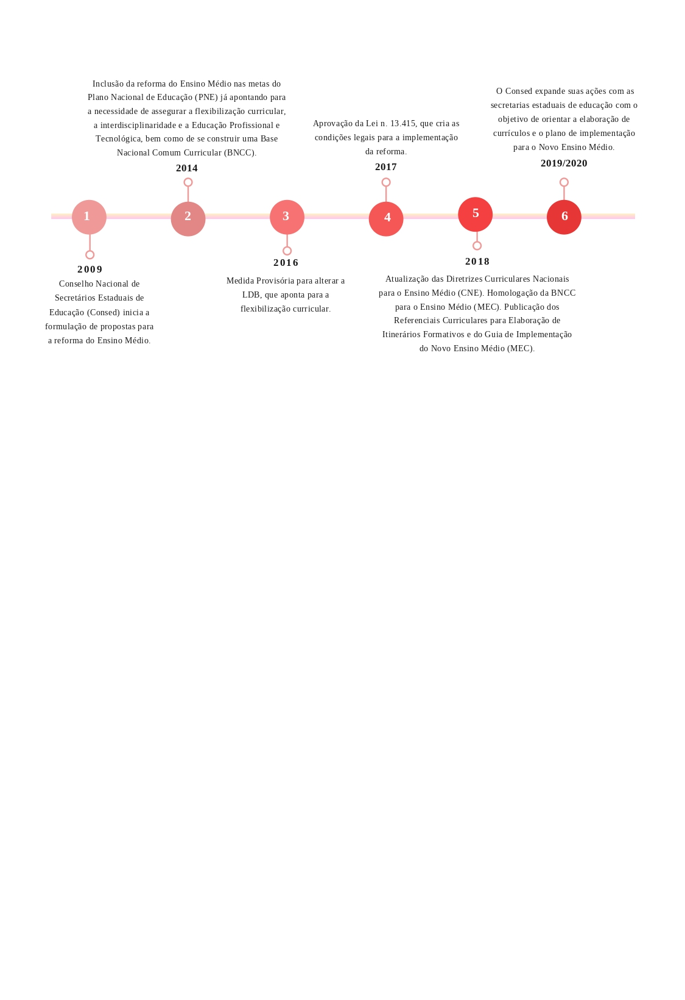 Inclusão da reforma do Ensino Médio nas metas do
Plano Nacional de Educação (PNE) já apontando para
a necessidade de assegurar a flexibilização curricular,
a interdisciplinaridade e a Educação Profissional e
Tecnológica, bem como de se construir uma Base
Nacional Comum Curricular (BNCC).
2014
Aprovação da Lei n. 13.415, que cria as
condições legais para a implementação
da reforma.
2017
O Consed expande suas ações com as
secretarias estaduais de educação com o
objetivo de orientar a elaboração de
currículos e o plano de implementação
para o Novo Ensino Médio.
2019/2020
1
2
3
4
5
6
2009
Conselho Nacional de
Secretários Estaduais de
Educação (Consed) inicia a
formulação de propostas para
a reforma do Ensino Médio.
2016
Medida Provisória para alterar a
LDB, que aponta para a
flexibilização curricular.
2018
Atualização das Diretrizes Curriculares Nacionais
para o Ensino Médio (CNE). Homologação da BNCC
para o Ensino Médio (MEC). Publicação dos
Referenciais Curriculares para Elaboração de
Itinerários Formativos e do Guia de Implementação
do Novo Ensino Médio (MEC).